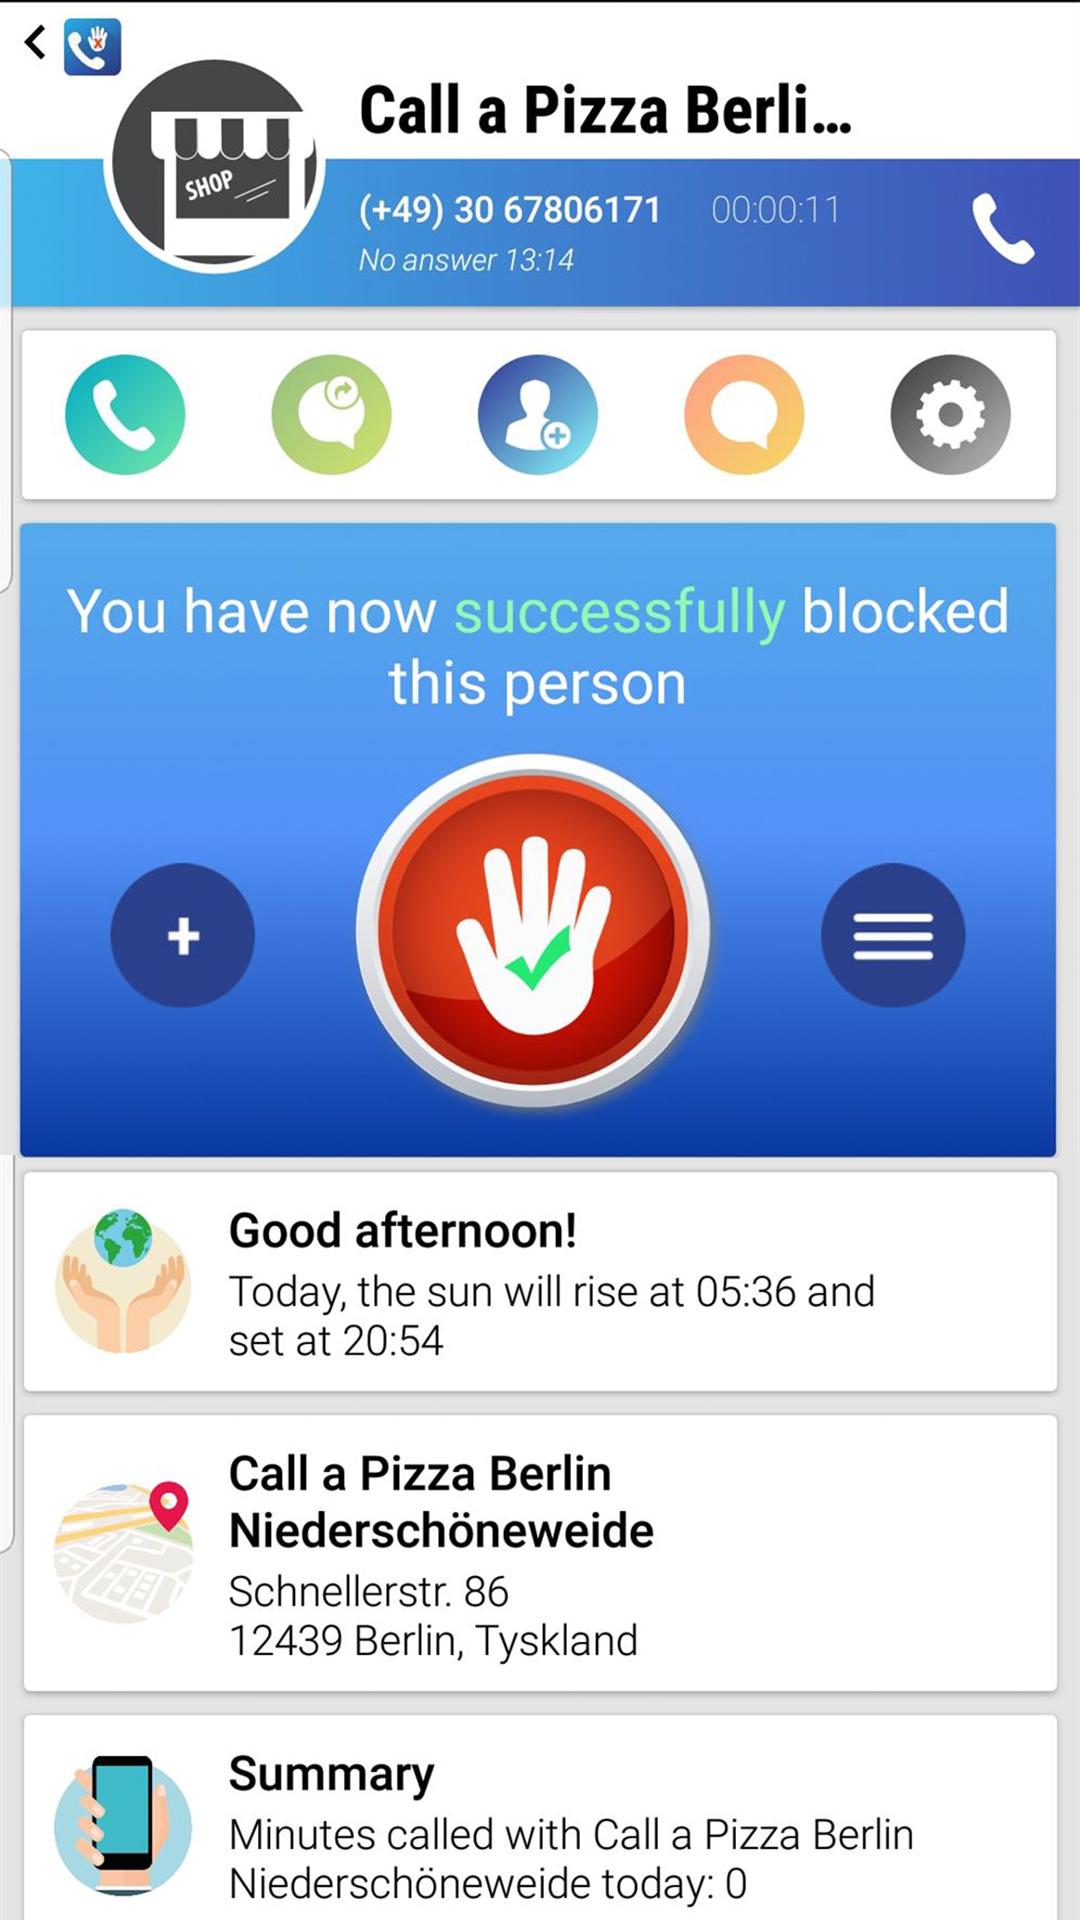 Call a Pizza Berli...
SHOP
(+49) 30 67806171 00:00:11
No answer 13:14
You have now successfully blocked
this person
Good afternoon!
Today, the sun will rise at 05:36 and
set at 20:54
Call a Pizza Berlin
Niederschöneweide
Schnellerstr. 86
12439 Berlin, Tyskland
Summary
Minutes called with Call a Pizza Berlin
Niederschöneweide today: 0